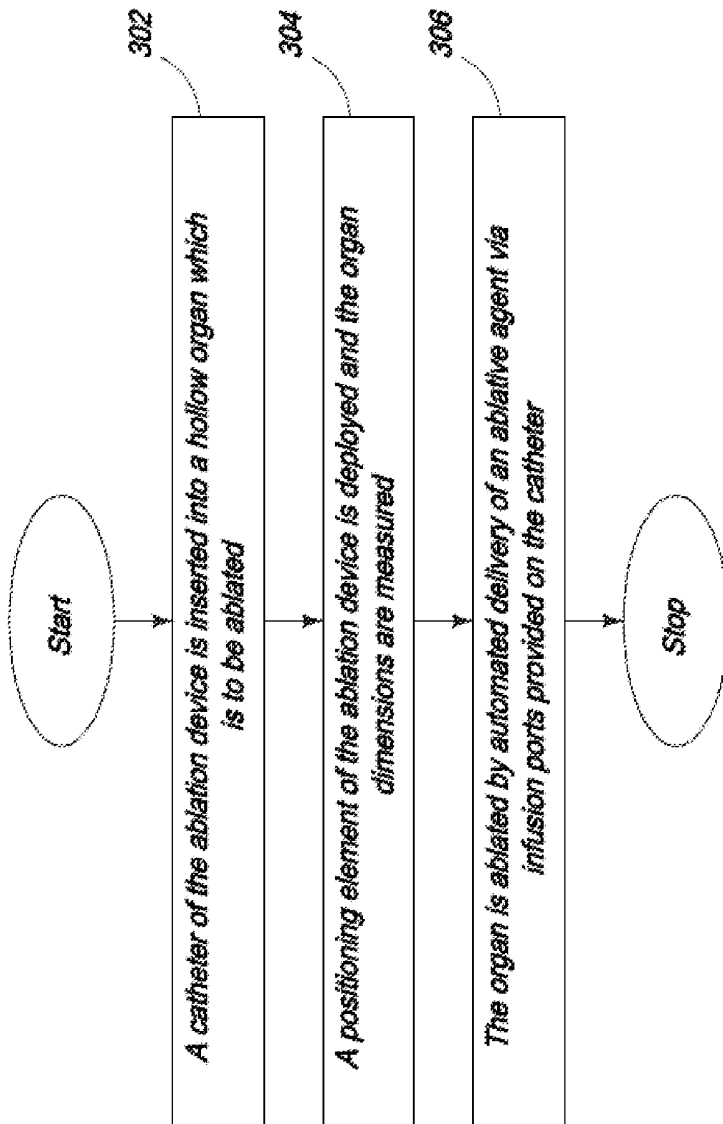 Start
302
A catheter of the ablation device is inserted into a hollow organ which
is to be ablated
304
A positioning element of the ablation device is deployed and the organ
dimensions are measured
306
The organ is ablated by automated delivery of an ablative agent via
infusion ports provided on the catheter
Stop